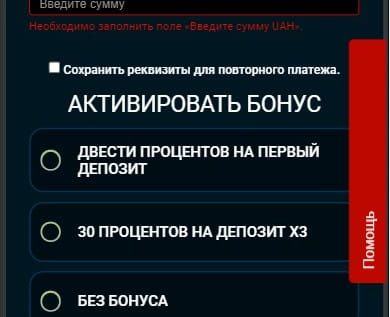 Введите сумму
Необходимо заполнить поле «Введите сумму UAH».
Сохранить реквизиты для повторного платежа.
АКТИВИРОВАТЬ БОНУС
ДВЕСТИ ПРОЦЕНТОВ НА ПЕРВЫЙ
ДЕПОЗИТ
30 ПРОЦЕНТОВ НА ДЕПОЗИТ X3
БЕЗ БОНУСА
Помощь